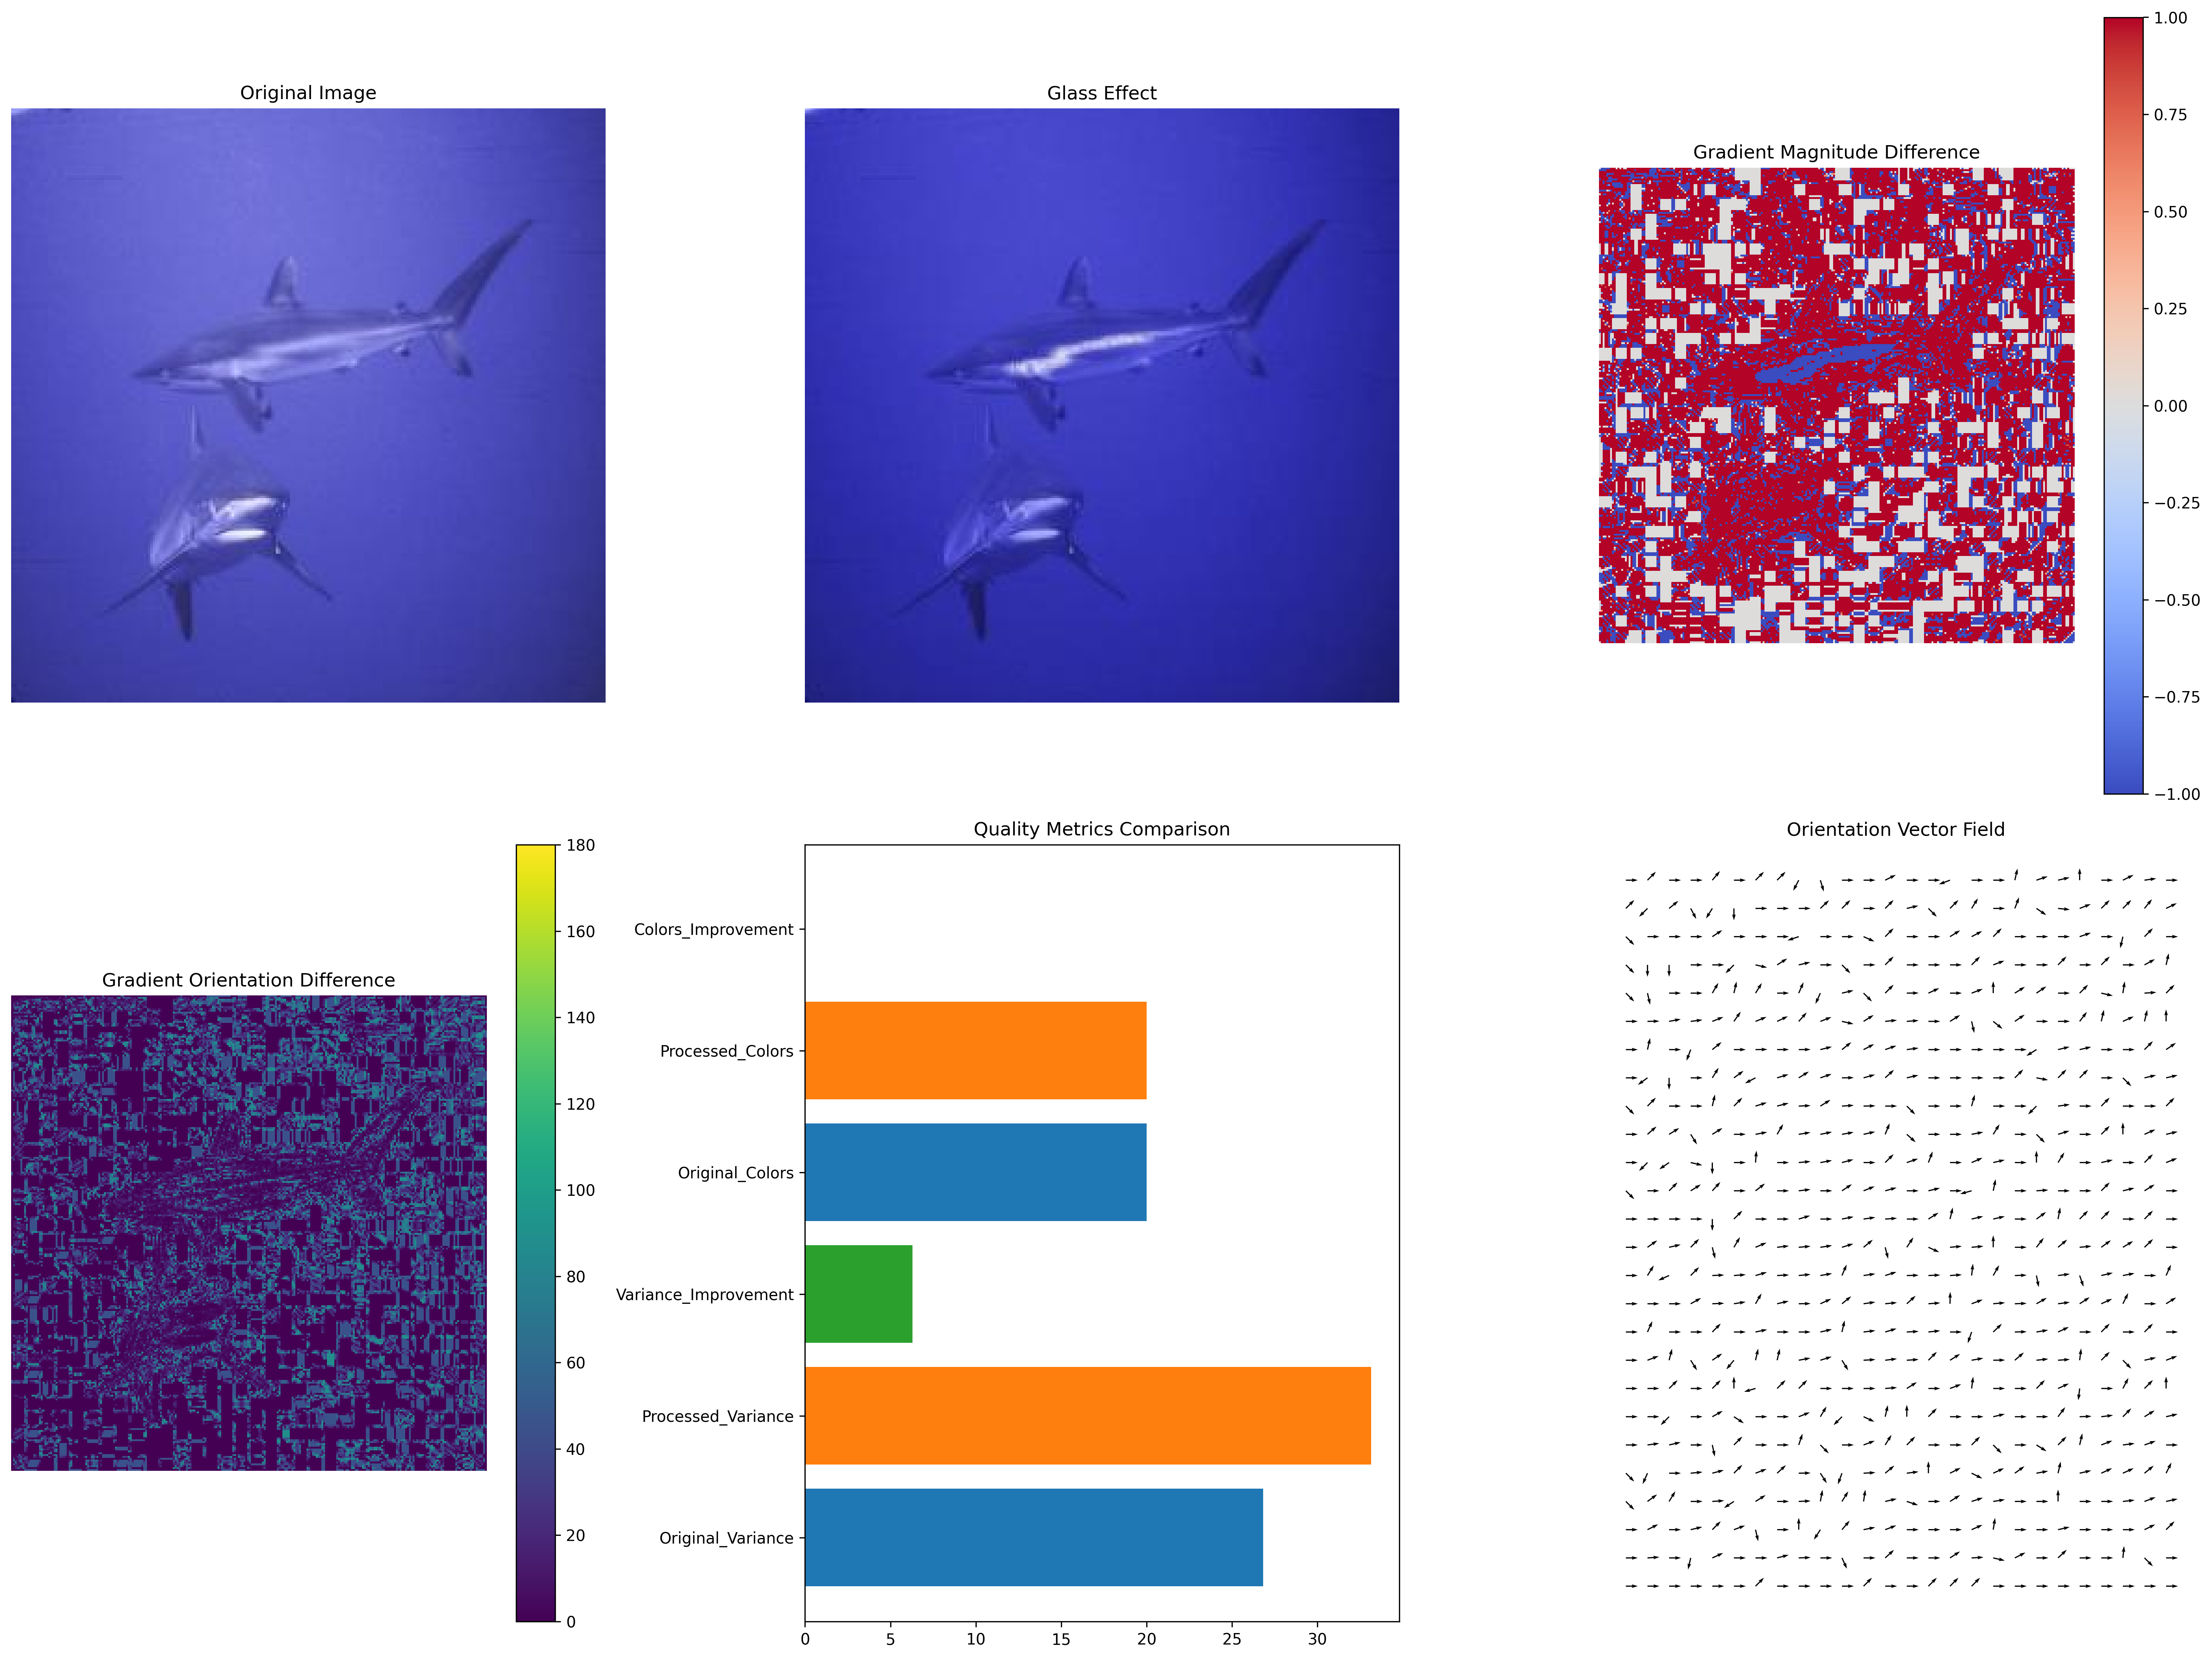 Original Image
Glass Effect
Gradient Magnitude Difference
1.00
0.75
0.50
0.25
0.00
−0.25
−0.50
−0.75
−1.00
Gradient Orientation Difference
180
160
140
120
100
80
60
40
20
0
Quality Metrics Comparison
Colors_Improvement
Processed_Colors
Original_Colors
Variance_Improvement
Processed_Variance
Original_Variance
0 5 10 15 20 25 30
Orientation Vector Field